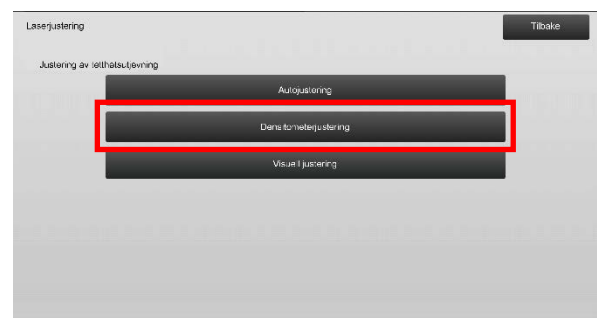 Laserjustering
Tilbake
Justering av tetthetsutjevning
Autojustering
Densitometerjustering
Visuell justering